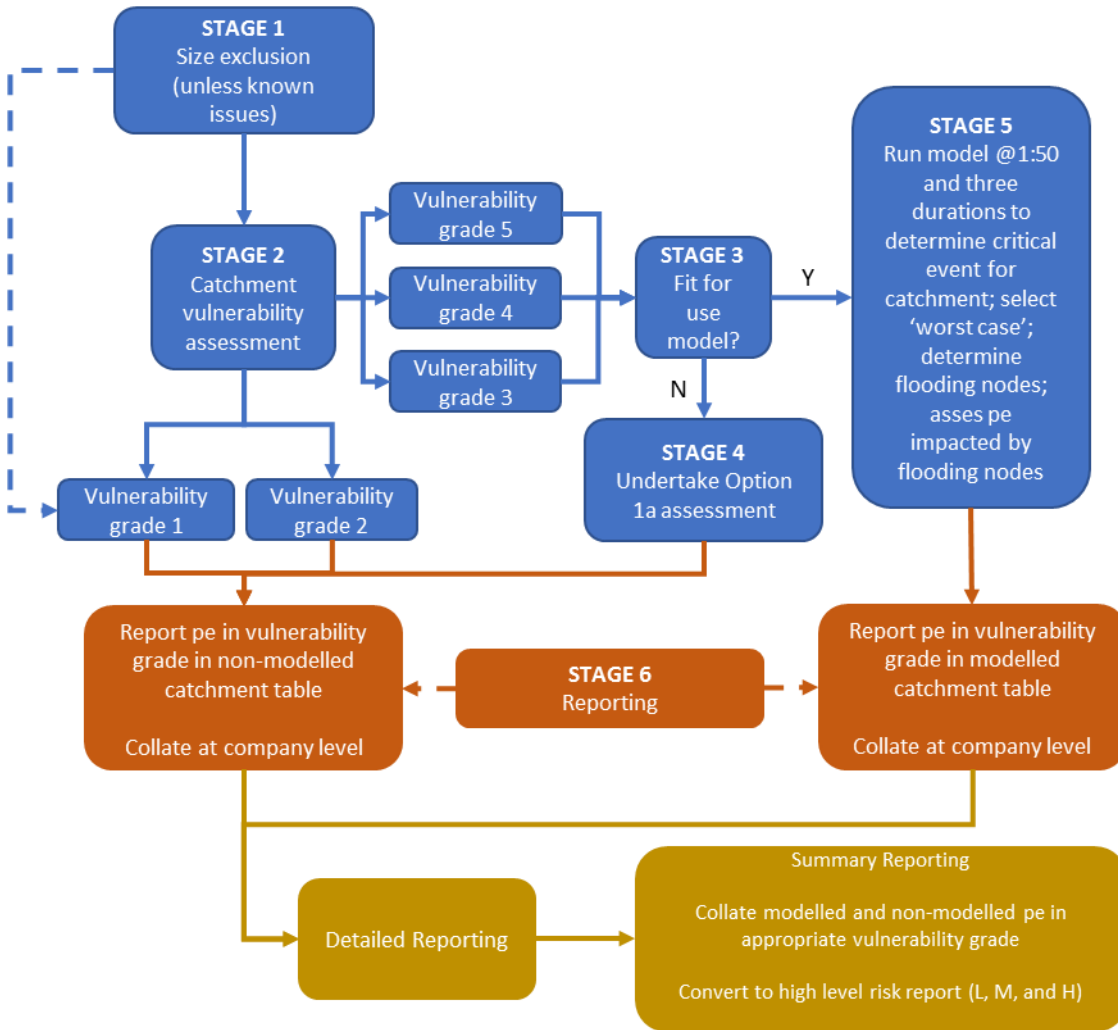 STAGE 1
Size exclusion
(unless known
issues)
STAGE 2
Catchment
vulnerability
assessment
Vulnerability
grade 5
Vulnerability
grade 4
Vulnerability
grade 3
STAGE 3
Fit for
use
model?
Y
N
STAGE 5
Run model @1:50
and three
durations to
determine critical
event for
catchment; select
‘worst case’;
determine
flooding nodes;
asses pe
impacted by
flooding nodes
STAGE 4
Undertake Option
1a assessment
Vulnerability
grade 1
Vulnerability
grade 2
Report pe in vulnerability
grade in non-modelled
catchment table
Collate at company level
STAGE 6
Reporting
Report pe in vulnerability
grade in modelled
catchment table
Collate at company level
Detailed Reporting
Summary Reporting
Collate modelled and non-modelled pe in
appropriate vulnerability grade
Convert to high level risk report (L, M, and H)